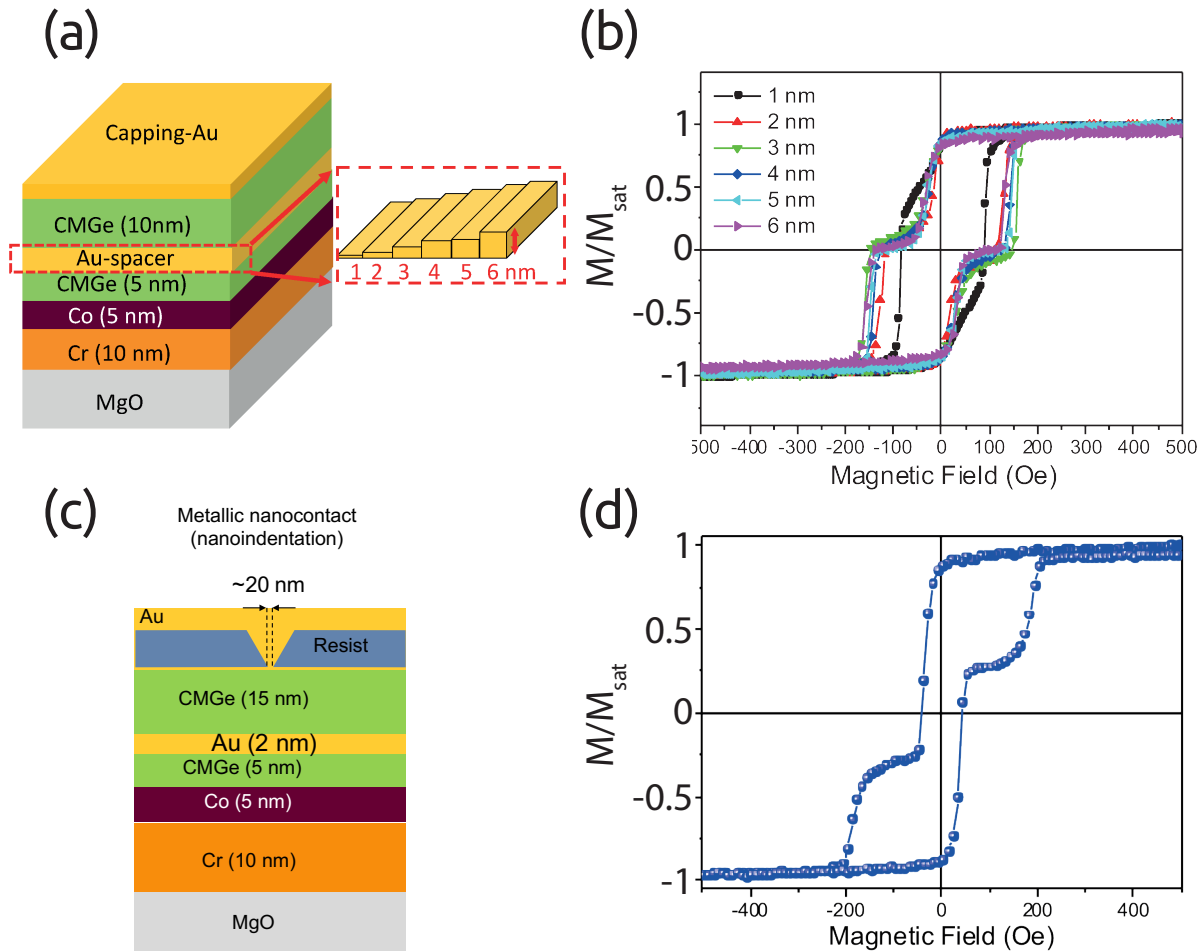 (a)
Capping-Au
CMGe (10nm)
Au-spacer
CMGe (5 nm)
Co (5 nm)
Cr (10 nm)
MgO
1 2 3 4 5 6 nm
(b)
1 nm
2 nm
3 nm
4 nm
5 nm
6 nm
M/Msat
1
0.5
0
-0.5
-1
500 -400 -300 -200 -100 0 100 200 300 400 500
Magnetic Field (Oe)
(c)
Metallic nanocontact
(nanoindentation)
~20 nm
Au
Resist
CMGe (15 nm)
Au (2 nm)
CMGe (5 nm)
Co (5 nm)
Cr (10 nm)
MgO
(d)
M/Msat
1
0.5
0
-0.5
-1
-400 -200 0 200 400
Magnetic Field (Oe)